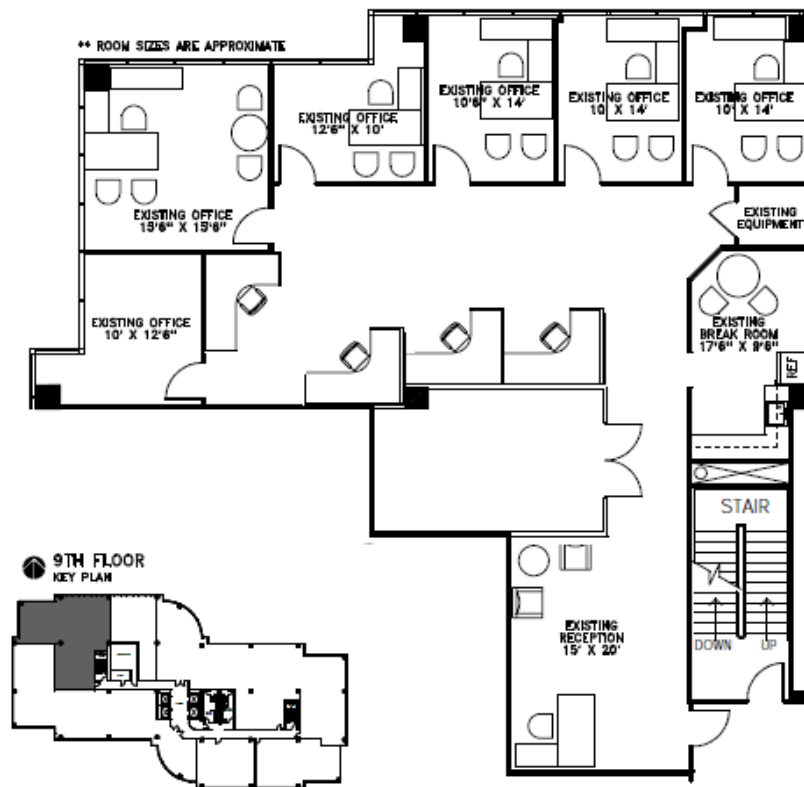 ** ROOM SIZES ARE APPROXIMATE
EXISTING OFFICE
15'6" X 15'6"
EXISTING OFFICE
12'6" X 10'
EXISTING OFFICE
10'6" X 14'
EXISTING OFFICE
10' X 14'
EXISTING OFFICE
10' X 14'
EXISTING
EQUIPMENT
EXISTING OFFICE
10' X 12'6"
EXISTING
BREAK ROOM
17'6" X 9'6"
REF
STAIR
DOWN
UP
EXISTING
RECEPTION
15' X 20'
9TH FLOOR
KEY PLAN